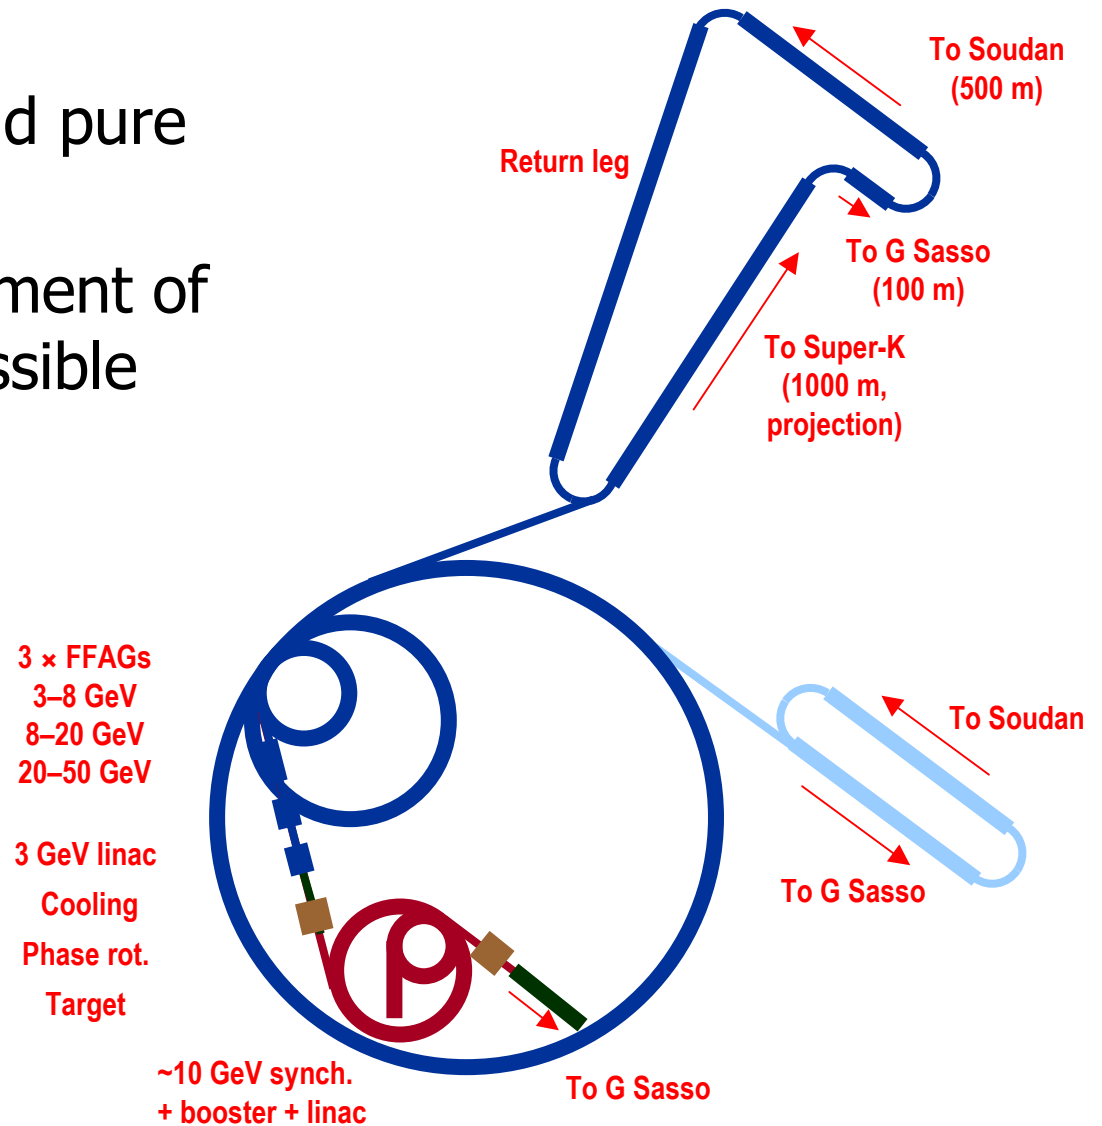 d pure
ment of
ssible
To Soudan
(500 m)
Return leg
To G Sasso
(100 m)
To Super-K
(1000 m,
projection)
3 × FFAGs
3–8 GeV
8–20 GeV
20–50 GeV
To Soudan
3 GeV linac
Cooling
Phase rot.
Target
To G Sasso
~10 GeV synch.
+ booster + linac
To G Sasso